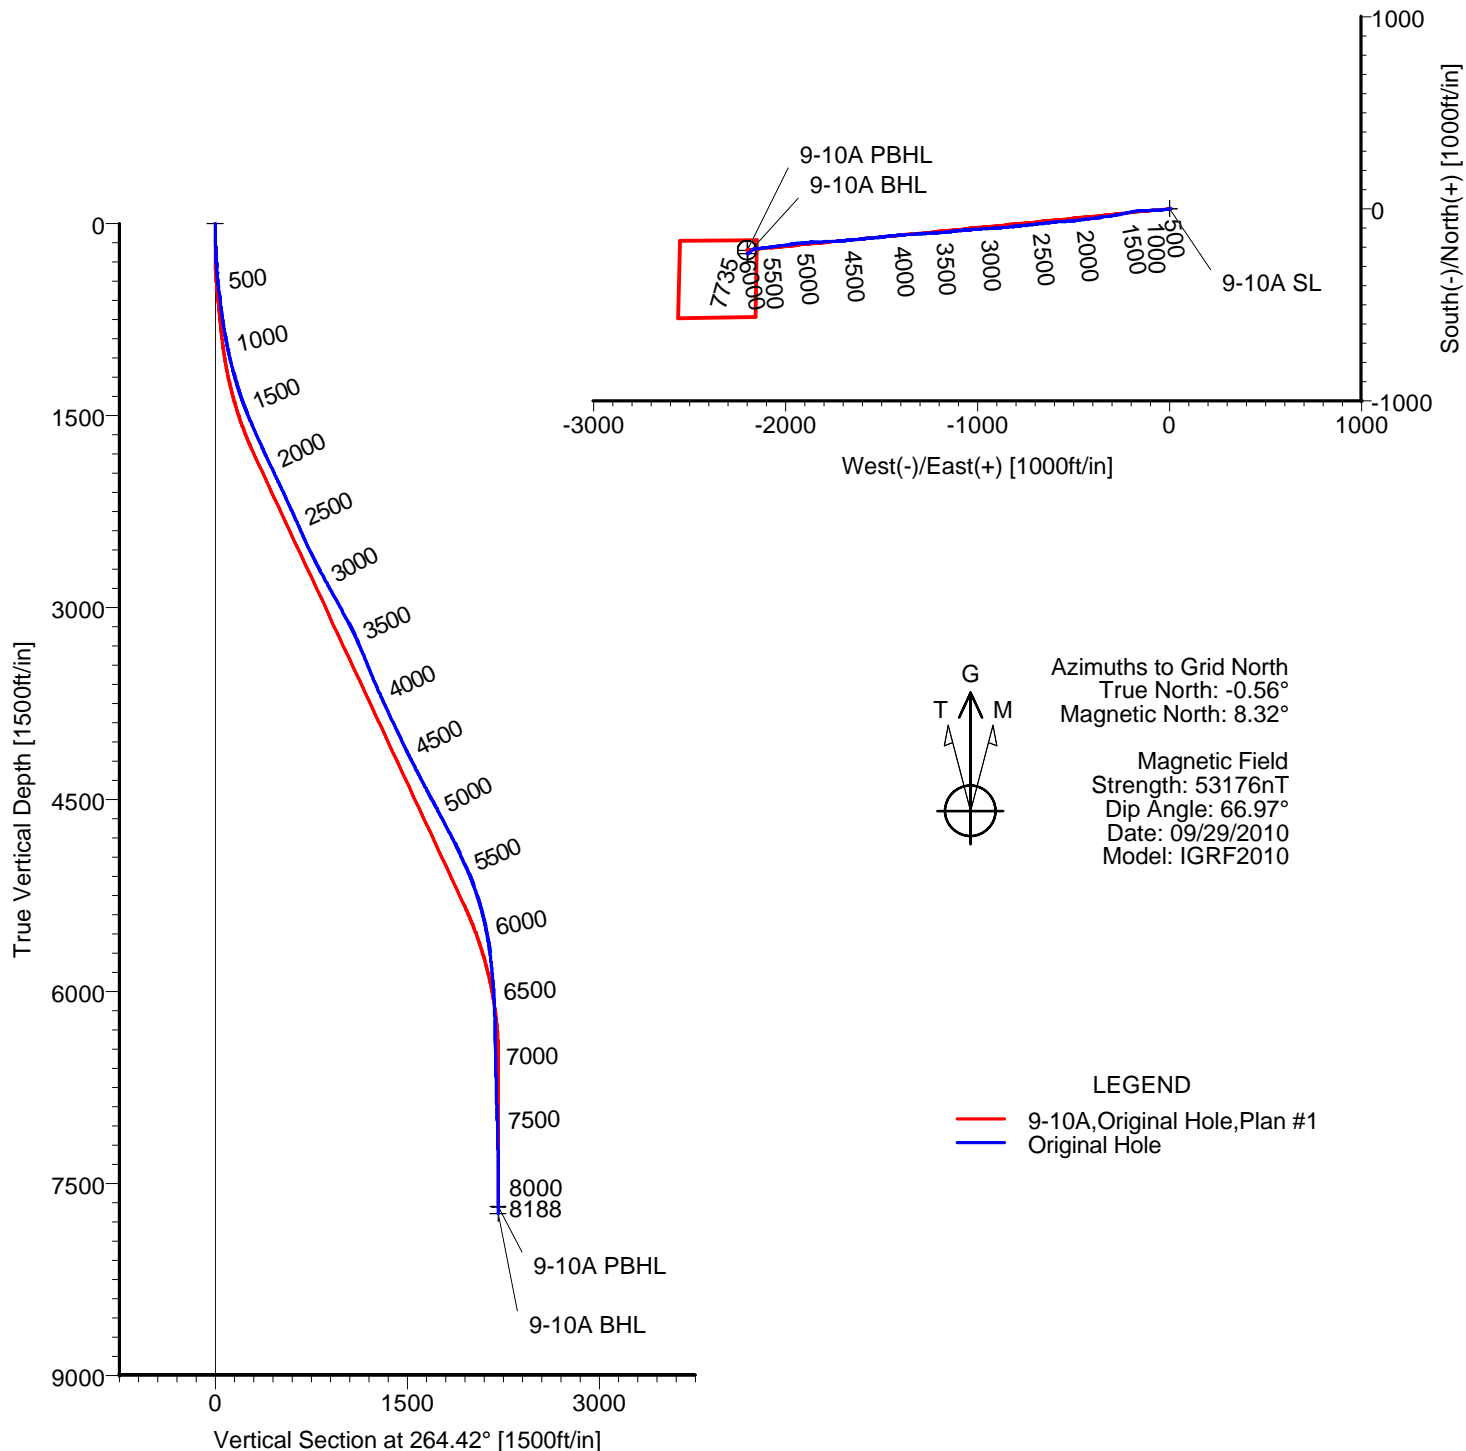 1000
0
-1000
South(-)/North(+) [1000ft/in]
-3000
-2000
-1000
0
1000
West(-)/East(+) [1000ft/in]
9-10A PBHL
9-10A BHL
9-10A SL
7735
6000
5500
5000
4500
4000
3500
3000
2500
2000
1500
1000
500
0
1500
3000
4500
6000
7500
9000
True Vertical Depth [1500ft/in]
500
1000
1500
2000
2500
3000
3500
4000
4500
5000
5500
6000
6500
7000
7500
8000
8188
9-10A PBHL
9-10A BHL
0
1500
3000
Vertical Section at 264.42° [1500ft/in]
G
T
M
Azimuths to Grid North
True North: -0.56°
Magnetic North: 8.32°
Magnetic Field
Strength: 53176nT
Dip Angle: 66.97°
Date: 09/29/2010
Model: IGRF2010
LEGEND
9-10A,Original Hole,Plan #1
Original Hole